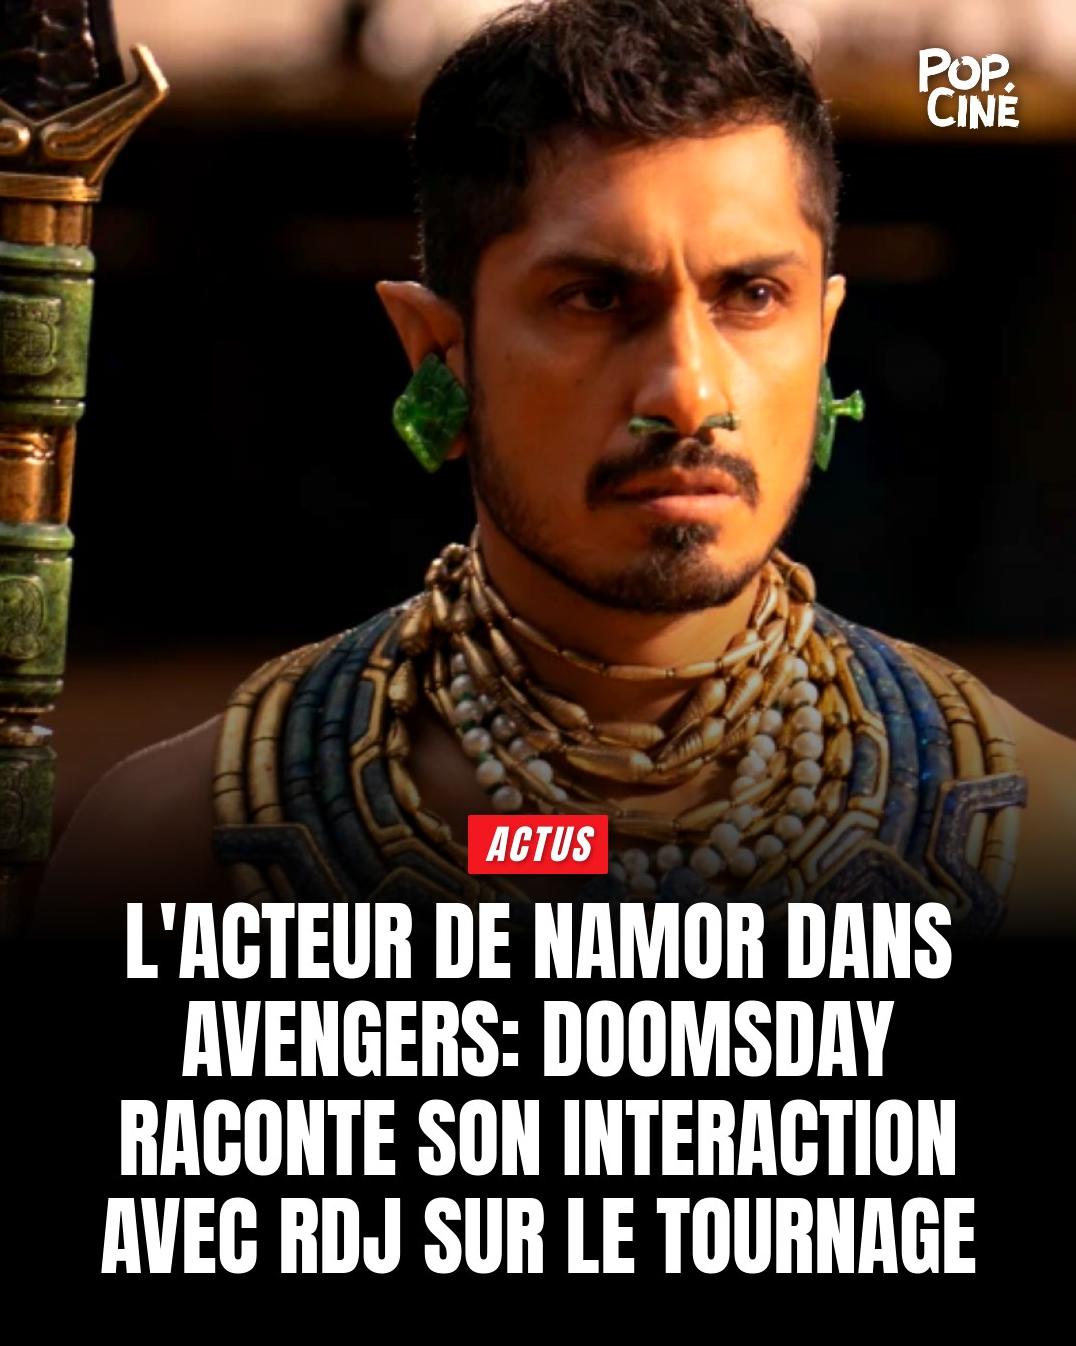 POP.
CINÉ
ACTUS
L'ACTEUR DE NAMOR DANS
AVENGERS: DOOMSDAY
RACONTE SON INTERACTION
AVEC RDJ SUR LE TOURNAGE